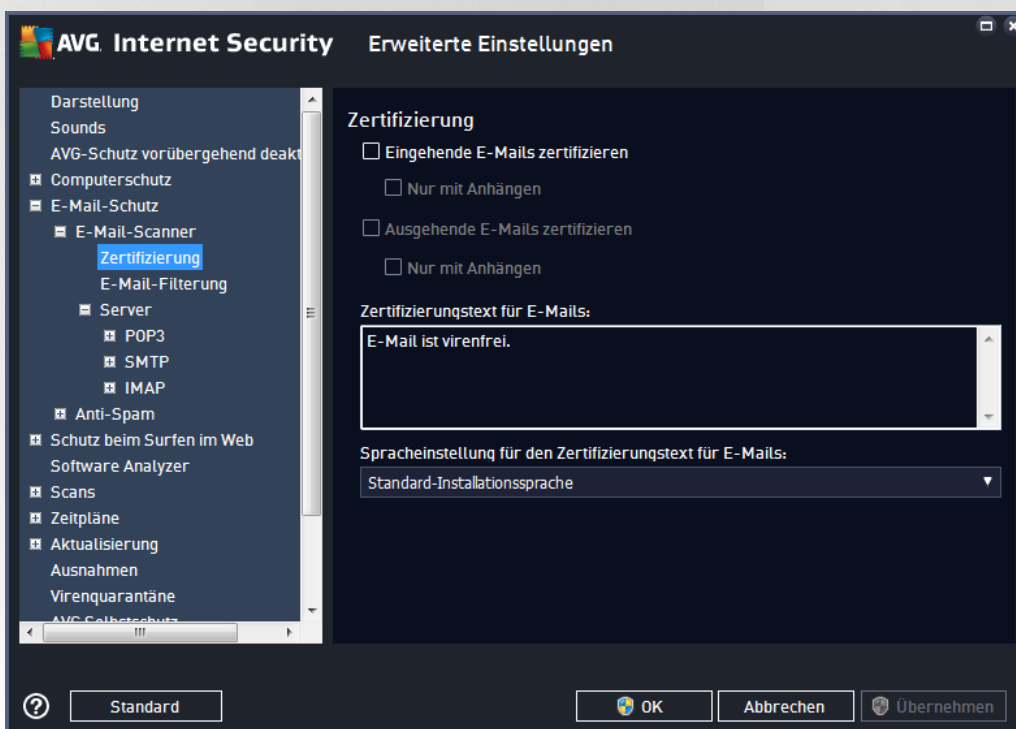 AVG. Internet Security
Erweiterte Einstellungen
Darstellung
Sounds
AVG-Schutz vorübergehend deakt
Computerschutz
E-Mail-Schutz
E-Mail-Scanner
Zertifizierung
E-Mail-Filterung
Server
POP3
SMTP
IMAP
Anti-Spam
Schutz beim Surfen im Web
Software Analyzer
Scans
Zeitpläne
Aktualisierung
Ausnahmen
Virenquarantäne
AVG Selbstschutz
Zertifizierung
Eingehende E-Mails zertifizieren
Nur mit Anhängen
Ausgehende E-Mails zertifizieren
Nur mit Anhängen
Zertifizierungstext für E-Mails:
E-Mail ist virenfrei.
Spracheinstellung für den Zertifizierungstext für E-Mails:
Standard-Installationssprache
Standard
OK
Abbrechen
Übernehmen